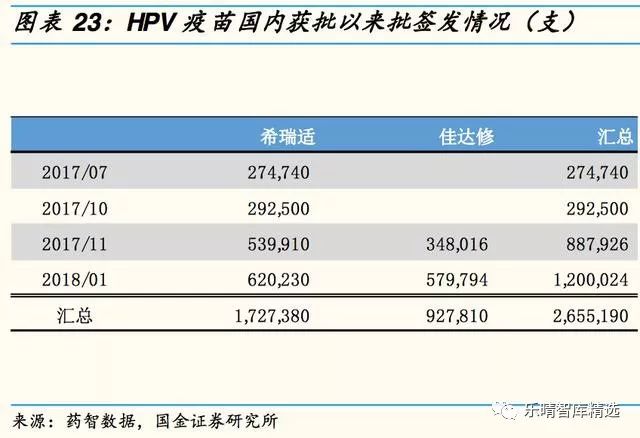 图表 23：HPV 疫苗国内获批以来批签发情况（支）
希瑞适 佳达修 汇总
2017/07 274,740 274,740
2017/10 292,500 292,500
2017/11 539,910 348,016 887,926
2018/01 620,230 579,794 1,200,024
汇总 1,727,380 927,810 2,655,190
来源：药智数据，国金证券研究所
乐晴智库精选